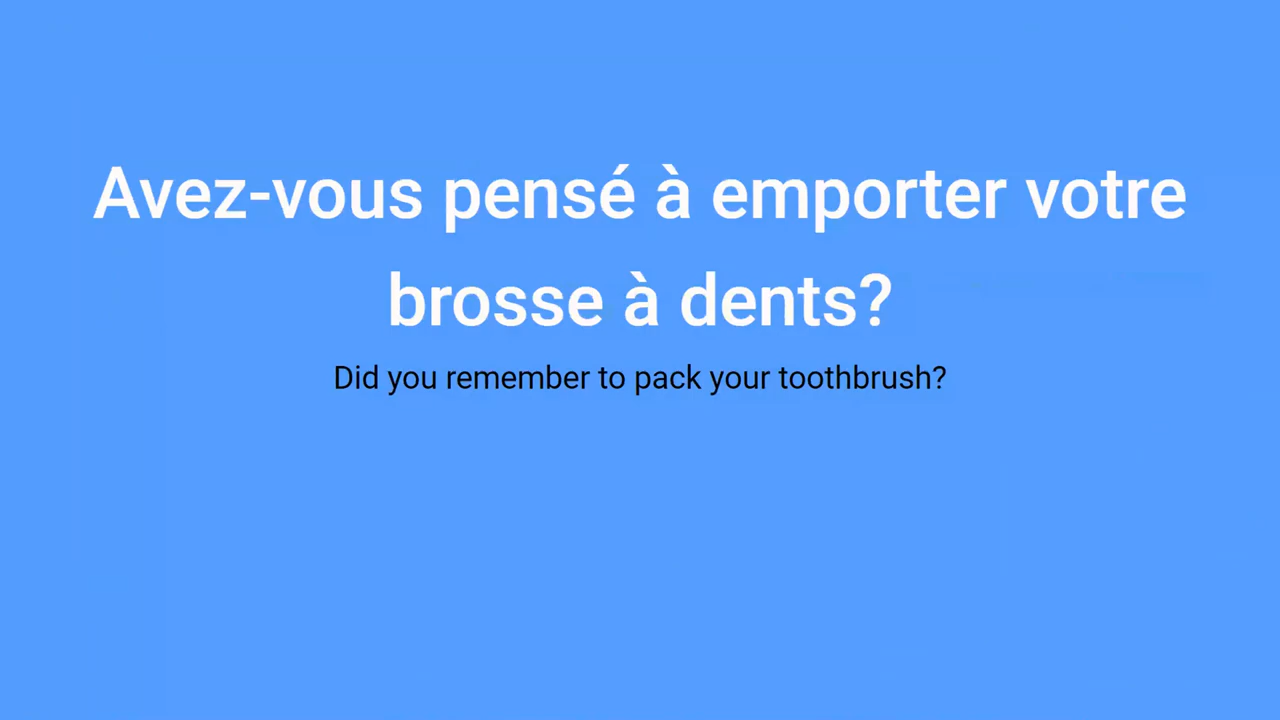 Avez-vous pensé à emporter votre
brosse à dents?
Did you remember to pack your toothbrush?